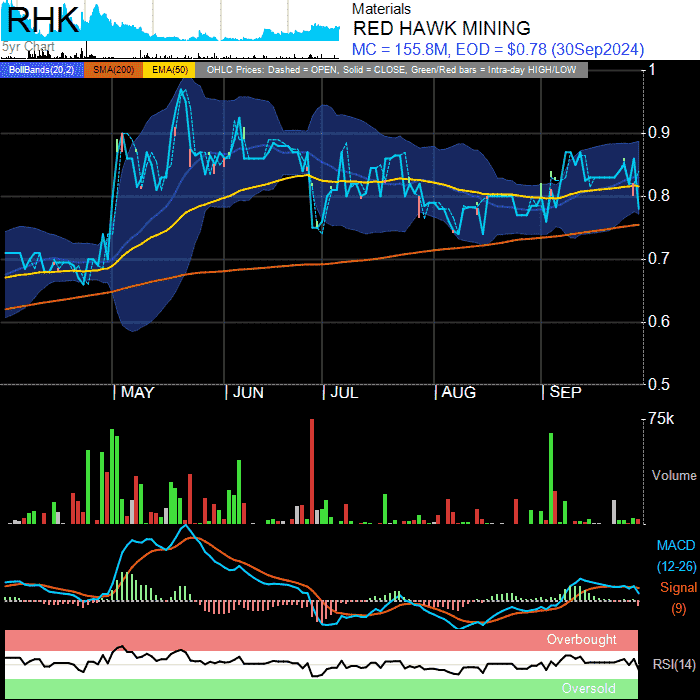 RHK
5yr Chart
Materials
RED HAWK MINING
MC = 155.8M, EOD = $0.78 (30Sep2024)
BollBands(20,2) SMA(200) EMA(50) OHLC Prices: Dashed = OPEN, Solid = CLOSE, Green/Red bars = Intra-day HIGH/LOW
1
0.9
0.8
0.7
0.6
0.5
MAY JUN JUL AUG SEP
75k
Volume
MACD
(12-26)
Signal
(9)
Overbought
RSI(14)
Oversold